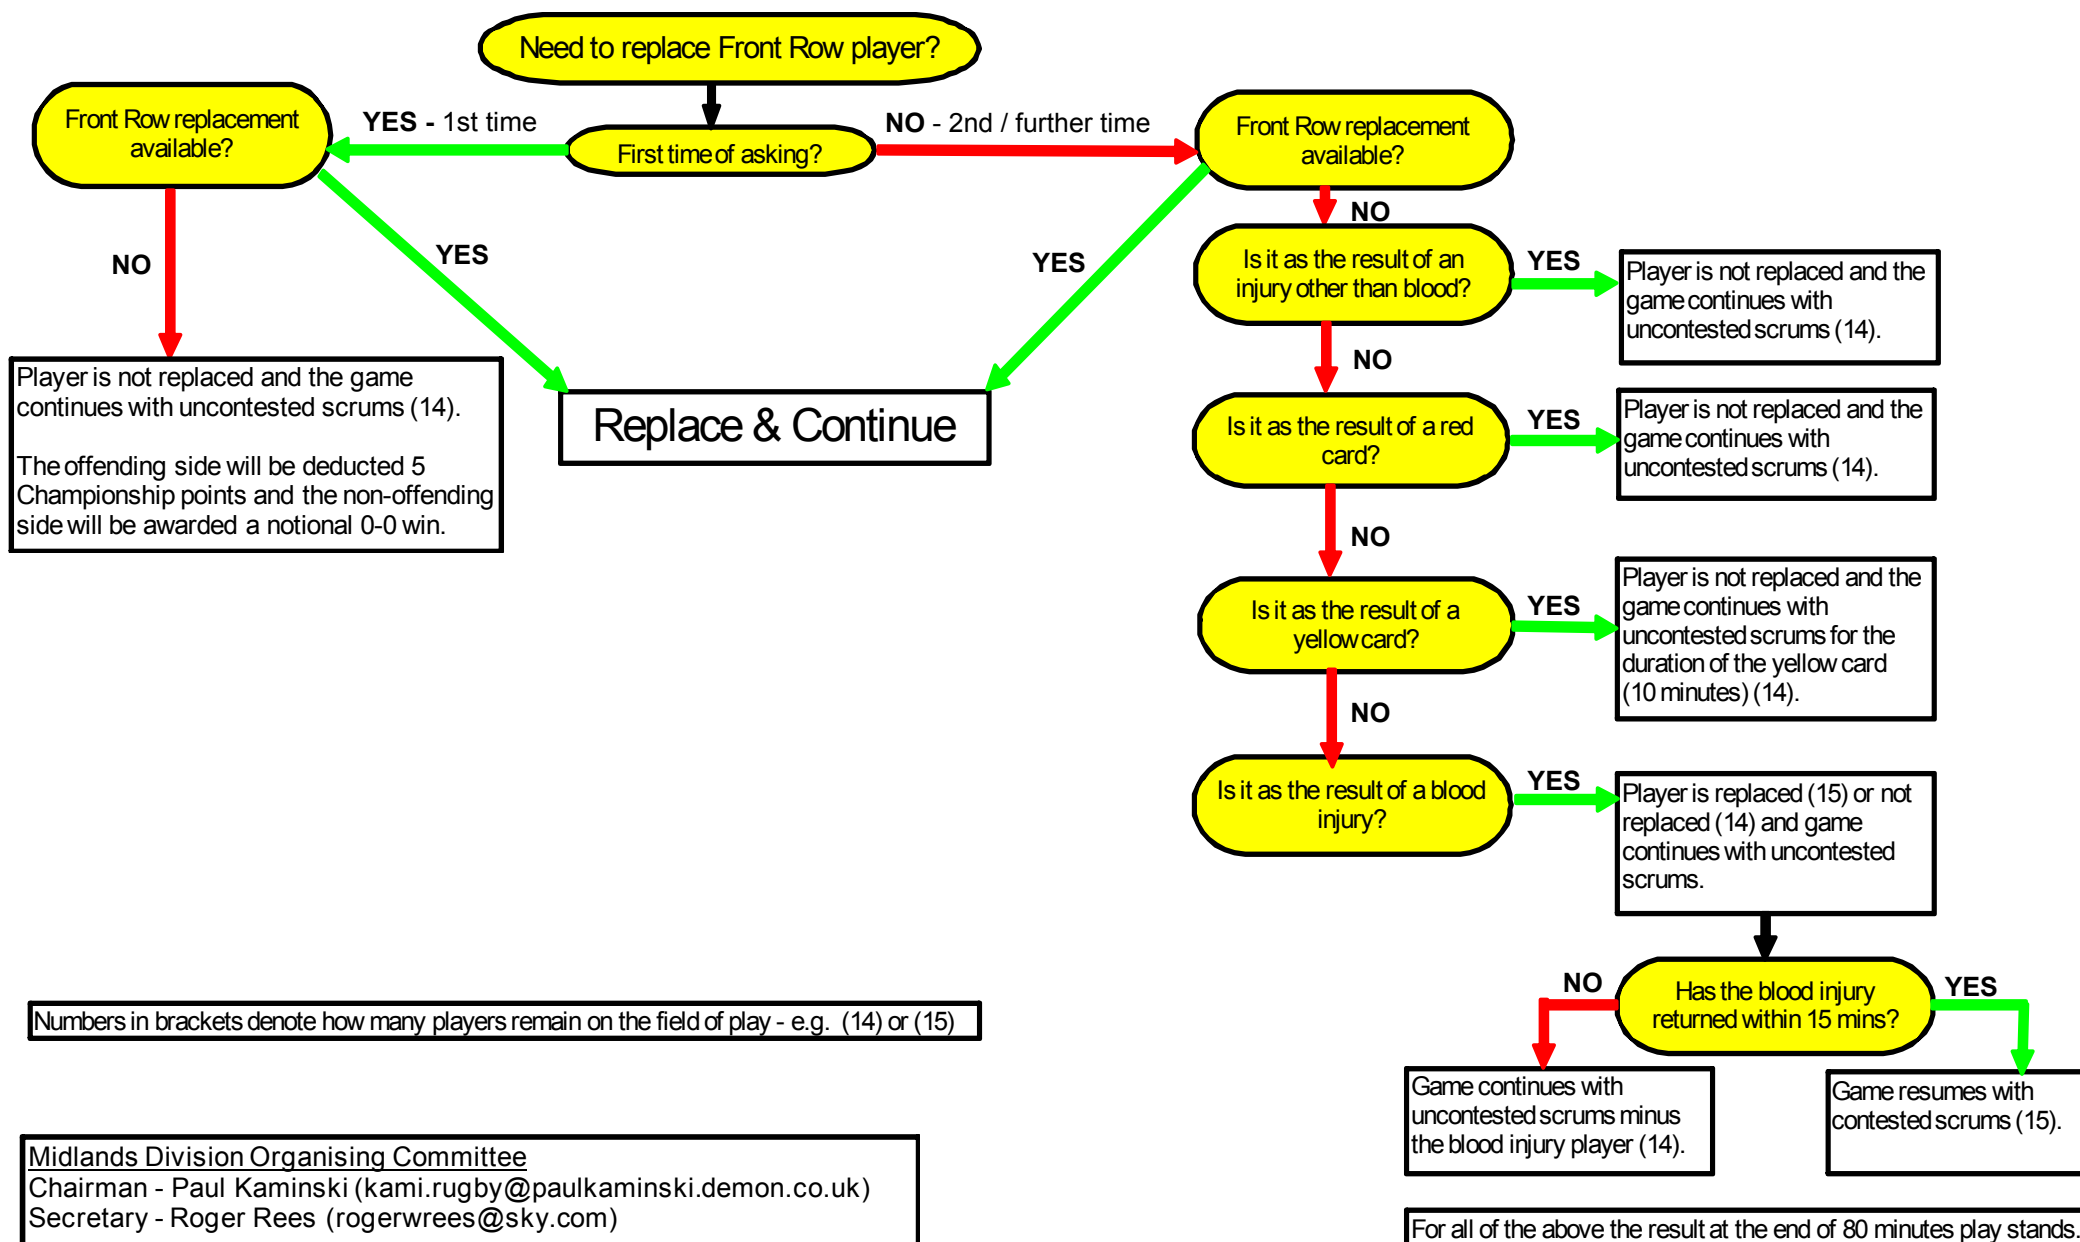 Need to replace Front Row player?
Front Row replacement
available?
YES - 1st time
First time of asking?
NO - 2nd / further time
Front Row replacement
available?
NO
YES
YES
NO
Is it as the result of an
injury other than blood?
YES
Player is not replaced and the
game continues with
uncontested scrums (14).
NO
Player is not replaced and the game
continues with uncontested scrums (14).
The offending side will be deducted 5
Championship points and the non-offending
side will be awarded a notional 0-0 win.
Replace & Continue
Is it as the result of a red
card?
YES
Player is not replaced and the
game continues with
uncontested scrums (14).
NO
Is it as the result of a
yellow card?
YES
Player is not replaced and the
game continues with
uncontested scrums for the
duration of the yellow card
(10 minutes) (14).
NO
Is it as the result of a blood
injury?
YES
Player is replaced (15) or not
replaced (14) and game
continues with uncontested
scrums.
NO
Has the blood injury
returned within 15 mins?
YES
Numbers in brackets denote how many players remain on the field of play - e.g. (14) or (15)
Game continues with
uncontested scrums minus
the blood injury player (14).
Game resumes with
contested scrums (15).
Midlands Division Organising Committee
Chairman - Paul Kaminski (kami.rugby@paulkaminski.demon.co.uk)
Secretary - Roger Rees (rogerwrees@sky.com)
For all of the above the result at the end of 80 minutes play stands.